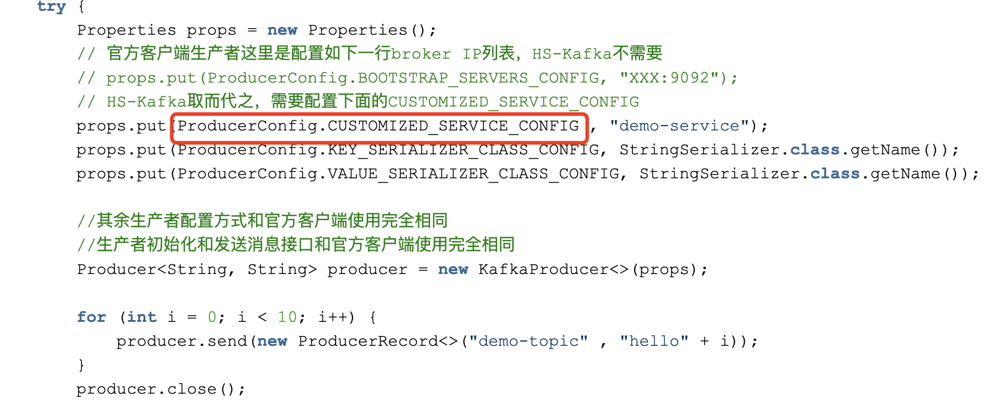 try {
Properties props = new Properties();
// 官方客户端生产者这里是配置如下一行broker IP列表，HS-Kafka不需要
// props.put(ProducerConfig.BOOTSTRAP_SERVERS_CONFIG, "XXX:9092");
// HS-Kafka取而代之，需要配置下面的CUSTOMIZED_SERVICE_CONFIG
props.put(ProducerConfig.CUSTOMIZED_SERVICE_CONFIG , "demo-service");
props.put(ProducerConfig.KEY_SERIALIZER_CLASS_CONFIG, StringSerializer.class.getName());
props.put(ProducerConfig.VALUE_SERIALIZER_CLASS_CONFIG, StringSerializer.class.getName());
//其余生产者配置方式和官方客户端使用完全相同
//生产者初始化和发送消息接口和官方客户端使用完全相同
Producer<String, String> producer = new KafkaProducer<>(props);
for (int i = 0; i < 10; i++) {
producer.send(new ProducerRecord<>("demo-topic" , "hello" + i));
}
producer.close();